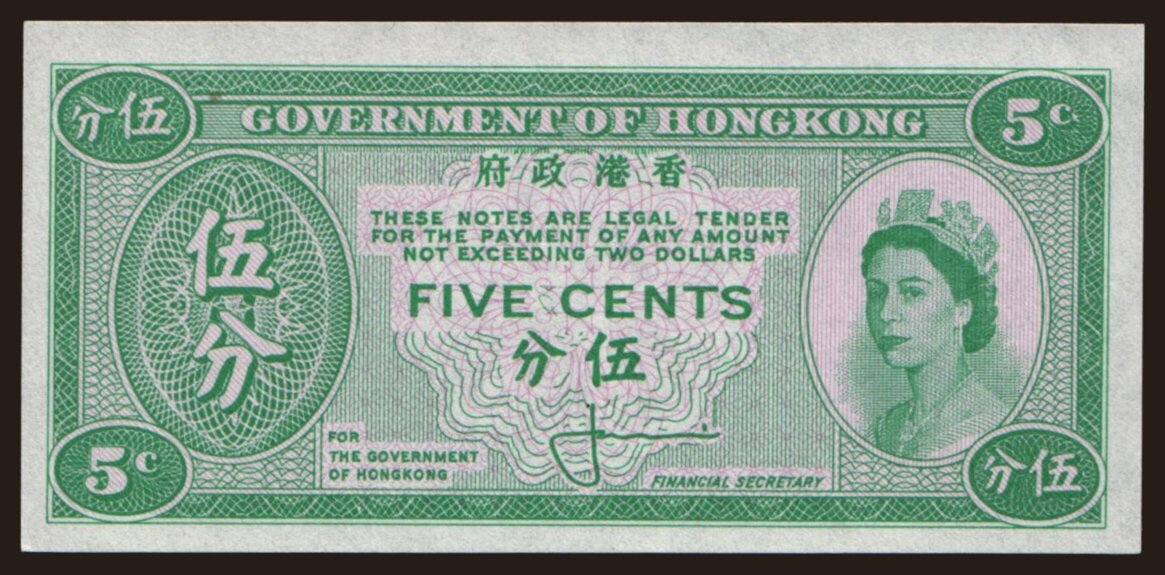 分伍
GOVERNMENT OF HONGKONG
5¢
府政港香
THESE NOTES ARE LEGAL TENDER
FOR THE PAYMENT OF ANY AMOUNT
NOT EXCEEDING TWO DOLLARS
伍
分
FIVE CENTS
分伍
FOR
THE GOVERNMENT
OF HONGKONG
FINANCIAL SECRETARY
5¢
分伍